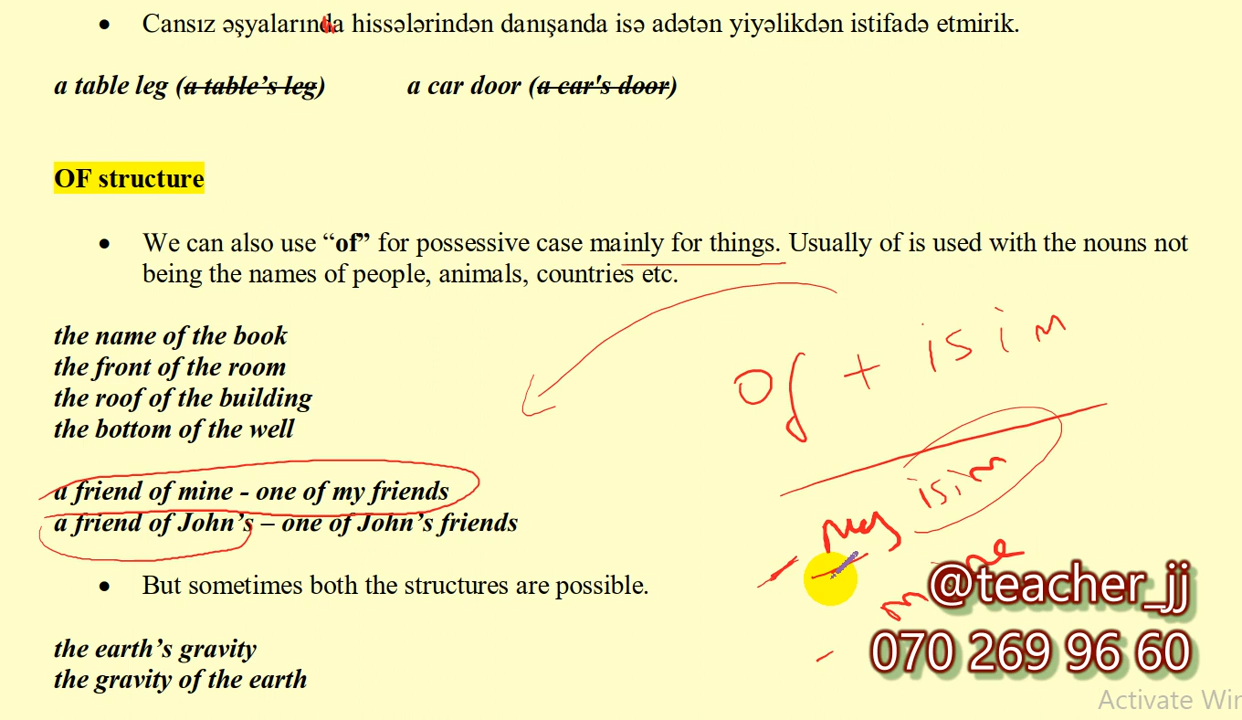 Cansız əşyalarında hissələrindən danışanda isə adətən yiyəlikdən istifadə etmirik.
a table leg (a table’s leg) a car door (a car's door)
OF structure
We can also use “of” for possessive case mainly for things. Usually of is used with the nouns not
being the names of people, animals, countries etc.
the name of the book
the front of the room
the roof of the building
the bottom of the well
of + isim
a friend of mine - one of my friends
a friend of John’s – one of John’s friends
my isim
mine
But sometimes both the structures are possible.
the earth’s gravity
the gravity of the earth
@teacher_jj
070 269 96 60
Activate Wi